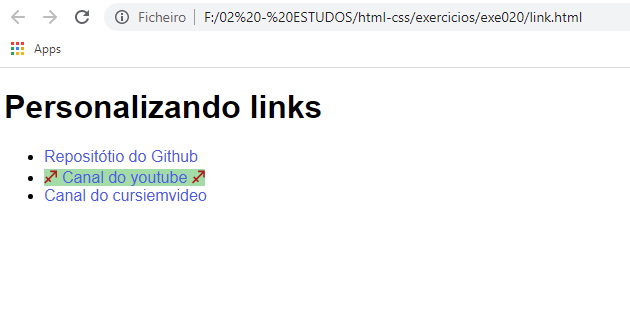 Ficheiro | F:/02%20-%20ESTUDOS/html-css/exercicios/exe020/link.html
Apps
Personalizando links
• Repositótio do Github
• ♐ Canal do youtube ♐
• Canal do cursiemvideo